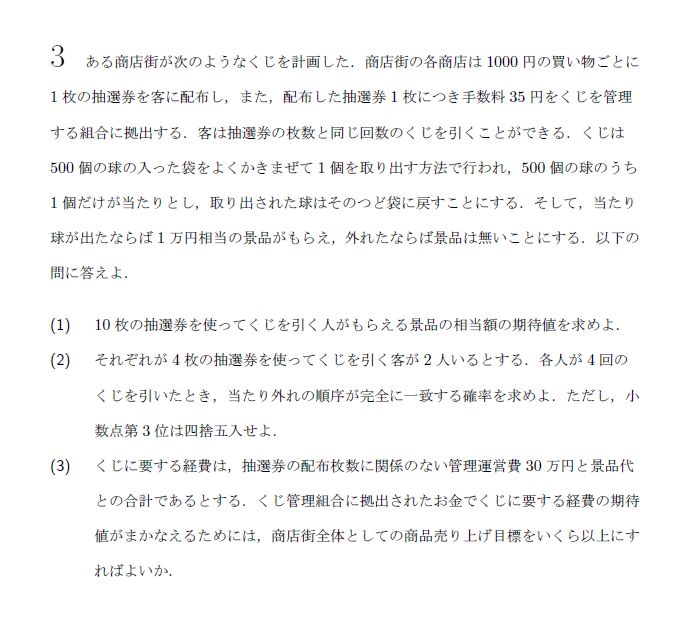 3 ある商店街が次のようなくじを計画した．商店街の各商店は 1000 円の買い物ごとに
1 枚の抽選券を客に配布し，また，配布した抽選券 1 枚につき手数料 35 円をくじを管理
する組合に拠出する．客は抽選券の枚数と同じ回数のくじを引くことができる．くじは
500 個の球の入った袋をよくかきまぜて 1 個を取り出す方法で行われ，500 個の球のうち
1 個だけが当たりとし，取り出された球はそのつど袋に戻すことにする．そして，当たり
球が出たならば 1 万円相当の景品がもらえ，外れたならば景品は無いことにする．以下の
問に答えよ．
(1) 10 枚の抽選券を使ってくじを引く人がもらえる景品の相当額の期待値を求めよ．
(2) それぞれが 4 枚の抽選券を使ってくじを引く客が 2 人いるとする．各人が 4 回の
くじを引いたとき，当たり外れの順序が完全に一致する確率を求めよ．ただし，小
数点第 3 位は四捨五入せよ．
(3) くじに要する経費は，抽選券の配布枚数に関係のない管理運営費 30 万円と景品代
との合計であるとする．くじ管理組合に拠出されたお金でくじに要する経費の期待
値がまかなえるためには，商店街全体としての商品売り上げ目標をいくら以上にす
ればよいか．